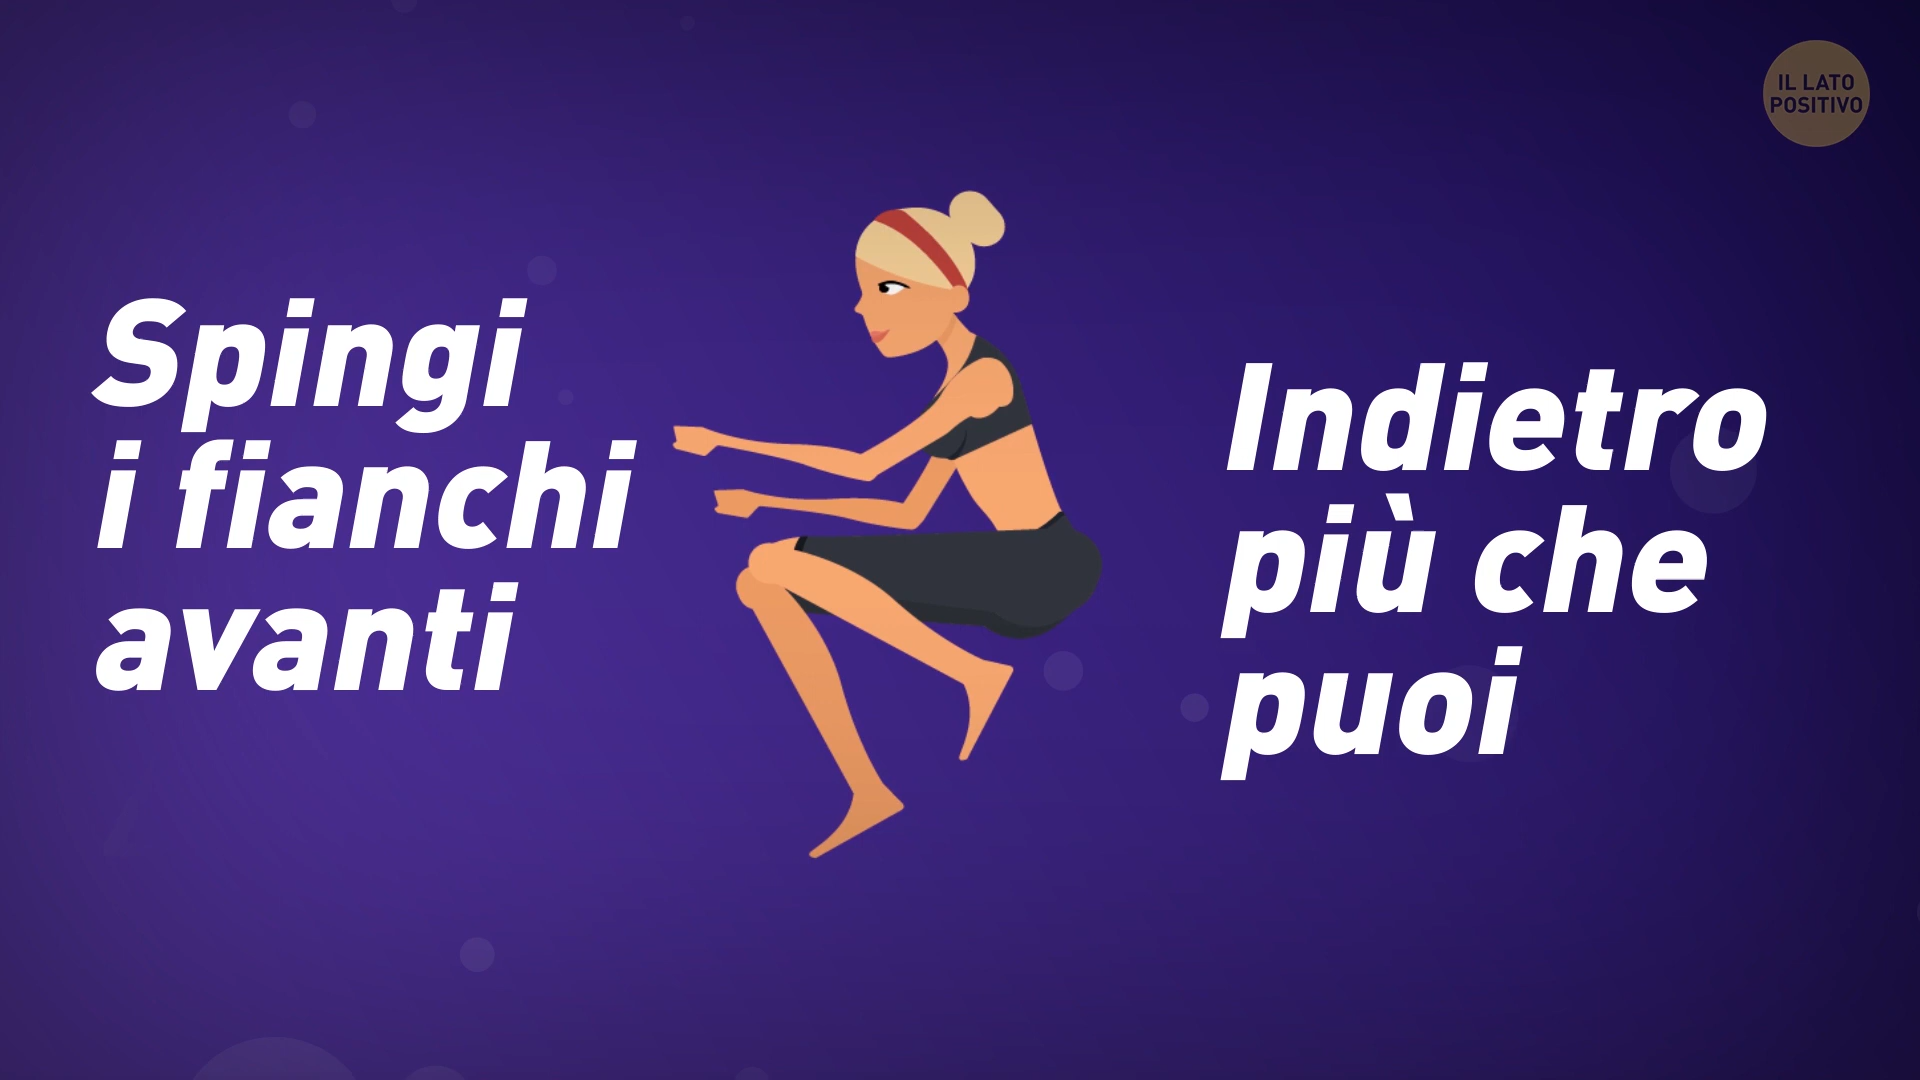 IL LATO
POSITIVO
Spingi
i fianchi
avanti
Indietro
più che
puoi